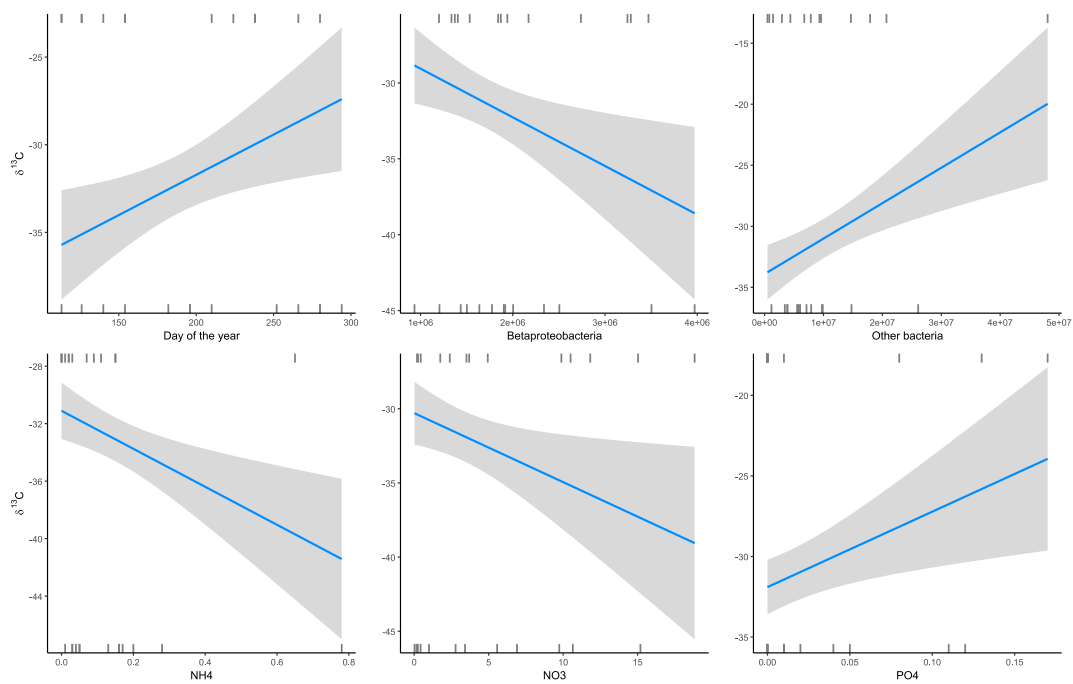 -25
-30
-35
150
200
250
300
Day of the year
δ ¹³C
-30
-35
-40
-45
1e+06
2e+06
3e+06
4e+06
Betaproteobacteria
-15
-20
-25
-30
-35
0e+00
1e+07
2e+07
3e+07
4e+07
5e+07
Other bacteria
-28
-32
-36
-40
-44
0.0
0.2
0.4
0.6
0.8
NH4
δ ¹³C
-30
-35
-40
-45
0
5
10
15
NO3
-20
-25
-30
-35
0.00
0.05
0.10
0.15
PO4